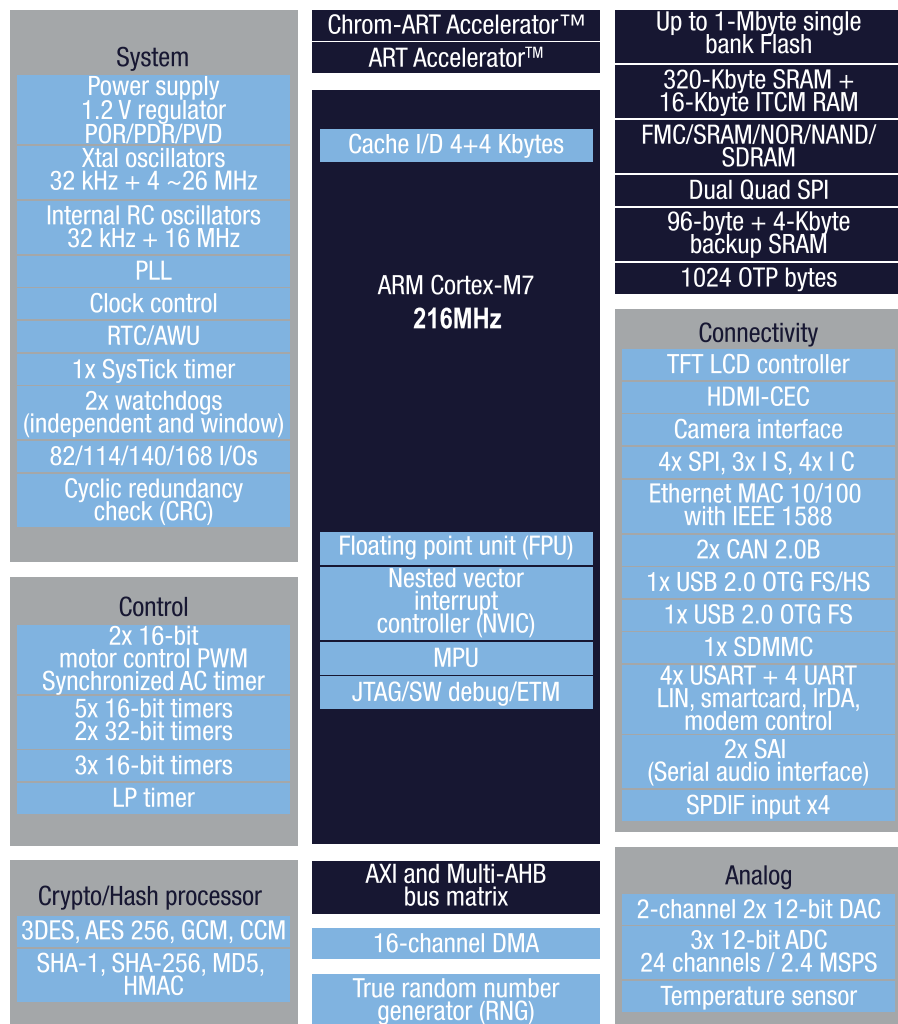 System
Power supply
1.2 V regulator
POR/PDR/PVD
Xtal oscillators
32 kHz + 4 ~26 MHz
Internal RC oscillators
32 kHz + 16 MHz
PLL
Clock control
RTC/AWU
1x SysTick timer
2x watchdogs
(independent and window)
82/114/140/168 I/Os
Cyclic redundancy
check (CRC)
Control
2x 16-bit
motor control PWM
Synchronized AC timer
5x 16-bit timers
2x 32-bit timers
3x 16-bit timers
LP timer
Crypto/Hash processor
3DES, AES 256, GCM, CCM
SHA-1, SHA-256, MD5,
HMAC
Chrom-ART Accelerator™
ART Accelerator™
Cache I/D 4+4 Kbytes
ARM Cortex-M7
216MHz
Floating point unit (FPU)
Nested vector
interrupt
controller (NVIC)
MPU
JTAG/SW debug/ETM
AXI and Multi-AHB
bus matrix
16-channel DMA
True random number
generator (RNG)
Up to 1-Mbyte single
bank Flash
320-Kbyte SRAM +
16-Kbyte ITCM RAM
FMC/SRAM/NOR/NAND/
SDRAM
Dual Quad SPI
96-byte + 4-Kbyte
backup SRAM
1024 OTP bytes
Connectivity
TFT LCD controller
HDMI-CEC
Camera interface
4x SPI, 3x I S, 4x I C
Ethernet MAC 10/100
with IEEE 1588
2x CAN 2.0B
1x USB 2.0 OTG FS/HS
1x USB 2.0 OTG FS
1x SDMMC
4x USART + 4 UART
LIN, smartcard, IrDA,
modem control
2x SAI
(Serial audio interface)
SPDIF input x4
Analog
2-channel 2x 12-bit DAC
3x 12-bit ADC
24 channels / 2.4 MSPS
Temperature sensor